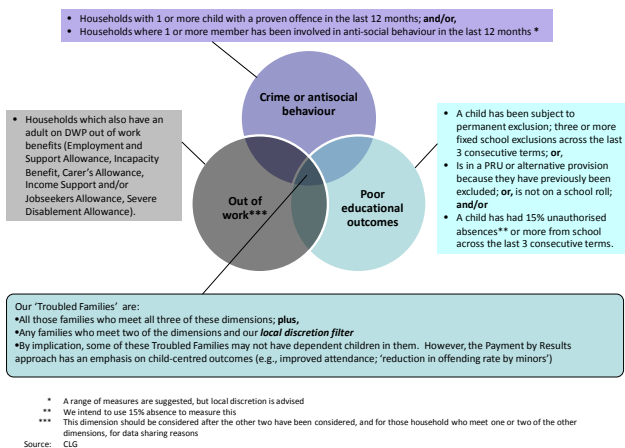 • Households with 1 or more child with a proven offence in the last 12 months; and/or,
• Households where 1 or more member has been involved in anti-social behaviour in the last 12 months *
Crime or antisocial
behaviour
• Households which also have an
adult on DWP out of work
benefits (Employment and
Support Allowance, Incapacity
Benefit, Carer's Allowance,
Income Support and/or
Jobseekers Allowance, Severe
Disablement Allowance).
Out of
work***
Poor
educational
outcomes
• A child has been subject to
permanent exclusion; three or more
fixed school exclusions across the last
3 consecutive terms; or,
• Is in a PRU or alternative provision
because they have previously been
excluded; or, is not on a school roll;
and/or
• A child has had 15% unauthorised
absences** or more from school
across the last 3 consecutive terms.
Our 'Troubled Families' are:
•All those families who meet all three of these dimensions; plus,
•Any families who meet two of the dimensions and our local discretion filter
•By implication, some of these Troubled Families may not have dependent children in them. However, the Payment by Results
approach has an emphasis on child-centred outcomes (e.g., improved attendance; 'reduction in offending rate by minors')
* A range of measures are suggested, but local discretion is advised
** We intend to use 15% absence to measure this
*** This dimension should be considered after the other two have been considered, and for those household who meet one or two of the other
dimensions, for data sharing reasons
Source: CLG